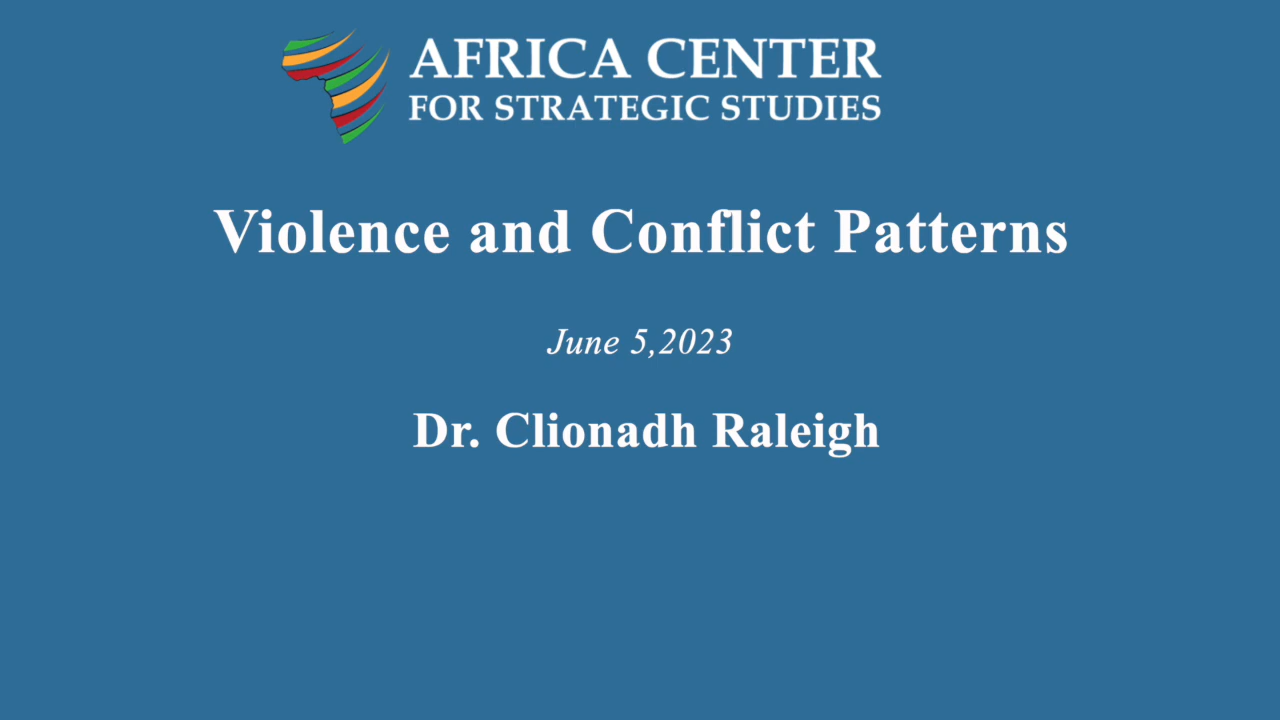 AFRICA CENTER
FOR STRATEGIC STUDIES
Violence and Conflict Patterns
June 5,2023
Dr. Clionadh Raleigh